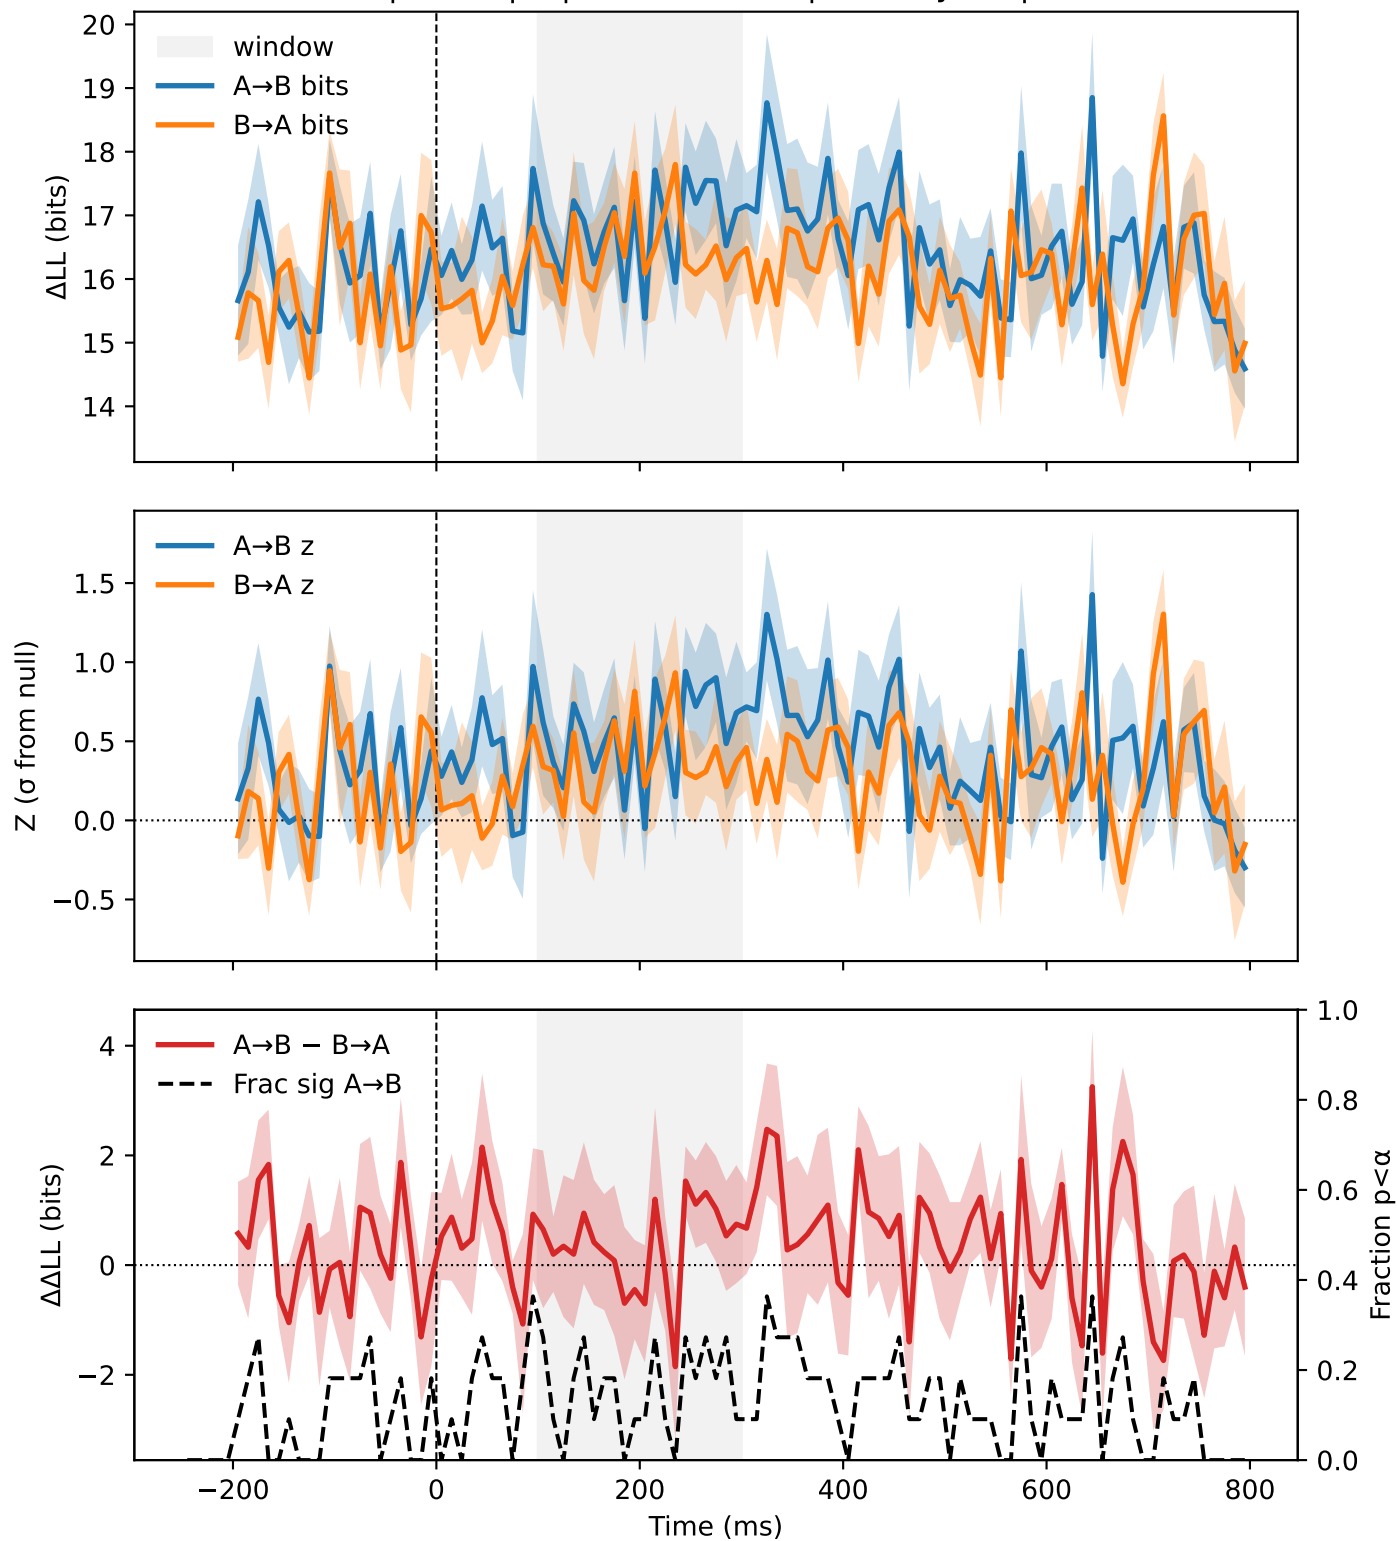 20
19
18
17
16
15
14
ΔLL (bits)
window
A→B bits
B→A bits
1.5
1.0
0.5
0.0
−0.5
Z (σ from null)
A→B z
B→A z
4
2
0
−2
ΔΔLL (bits)
A→B − B→A
Frac sig A→B
1.0
0.8
0.6
0.4
0.2
0.0
Fraction p<α
−200 0 200 400 600 800
Time (ms)